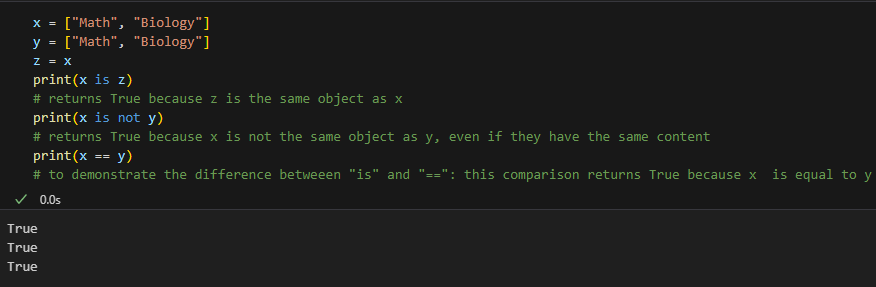 x = ["Math", "Biology"]
y = ["Math", "Biology"]
z = x
print(x is z)
# returns True because z is the same object as x
print(x is not y)
# returns True because x is not the same object as y, even if they have the same content
print(x == y)
# to demonstrate the difference betweeen "is" and "==": this comparison returns True because x  is equal to y
0.0s
True
True
True